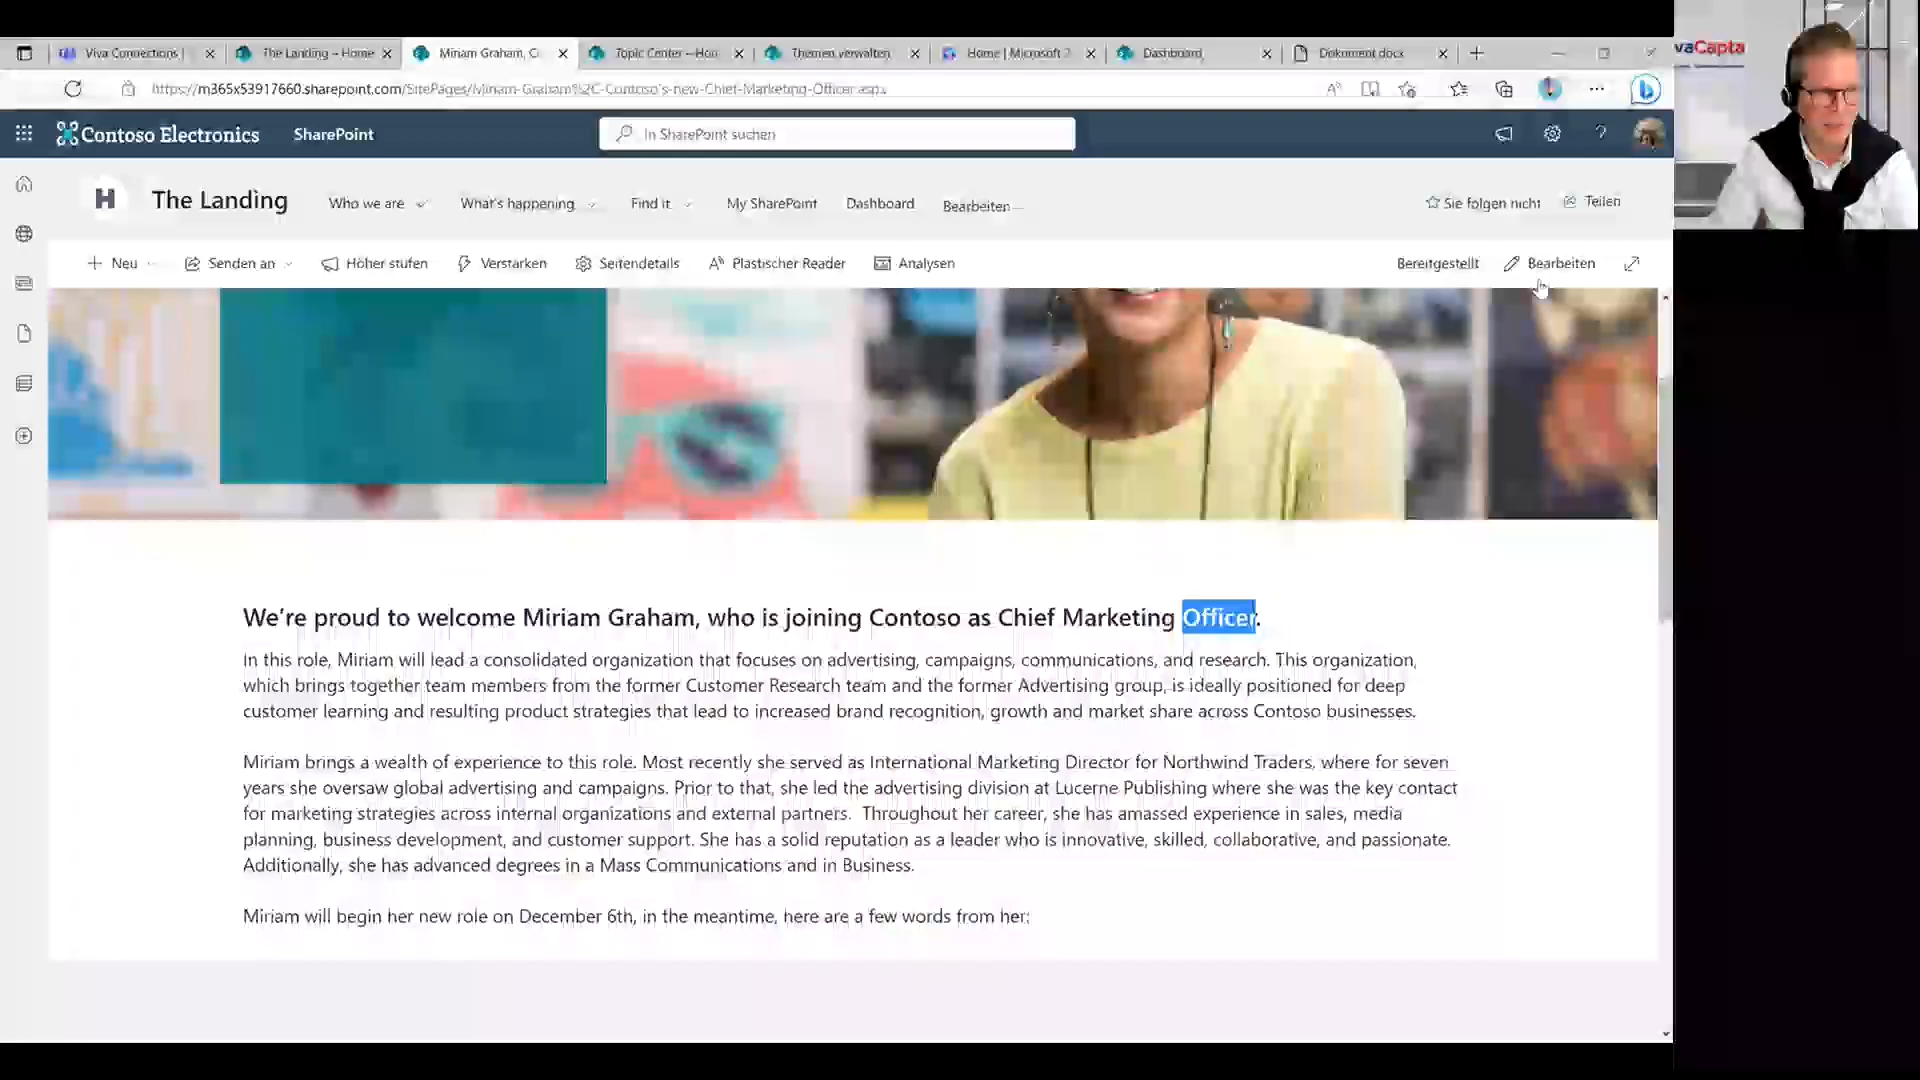 Viva Connections |
The Landing – Home
Miriam Graham, C
Topic Center – Hom
Themen verwalten
Home | Microsoft
Dashboard
Dokument.docx
https://m365x53917660.sharepoint.com/SitePages/Miriam-Graham%2C-Contoso's-new-Chief-Marketing-Officer.aspx
Contoso Electronics
SharePoint
In SharePoint suchen
vaCapta
H
The Landing
Who we are
What's happening
Find it
My SharePoint
Dashboard
Bearbeiten
Sie folgen nicht
Teilen
Neu
Senden an
Höher stufen
Verstärken
Seitendetails
Plastischer Reader
Analysen
Bereitgestellt
Bearbeiten
We're proud to welcome Miriam Graham, who is joining Contoso as Chief Marketing Officer.
In this role, Miriam will lead a consolidated organization that focuses on advertising, campaigns, communications, and research. This organization,
which brings together team members from the former Customer Research team and the former Advertising group, is ideally positioned for deep
customer learning and resulting product strategies that lead to increased brand recognition, growth and market share across Contoso businesses.
Miriam brings a wealth of experience to this role. Most recently she served as International Marketing Director for Northwind Traders, where for seven
years she oversaw global advertising and campaigns. Prior to that, she led the advertising division at Lucerne Publishing where she was the key contact
for marketing strategies across internal organizations and external partners. Throughout her career, she has amassed experience in sales, media
planning, business development, and customer support. She has a solid reputation as a leader who is innovative, skilled, collaborative, and passionate.
Additionally, she has advanced degrees in a Mass Communications and in Business.
Miriam will begin her new role on December 6th, in the meantime, here are a few words from her: